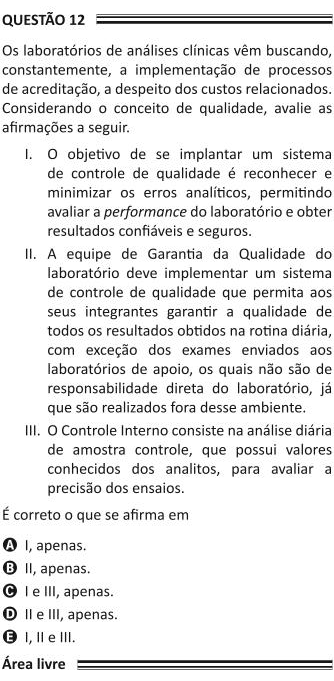 QUESTÃO 12
Os laboratórios de análises clínicas vêm buscando,
constantemente, a implementação de processos
de acreditação, a despeito dos custos relacionados.
Considerando o conceito de qualidade, avalie as
afirmações a seguir.
I. O objetivo de se implantar um sistema
de controle de qualidade é reconhecer e
minimizar os erros analíticos, permitindo
avaliar a performance do laboratório e obter
resultados confiáveis e seguros.
II. A equipe de Garantia da Qualidade do
laboratório deve implementar um sistema
de controle de qualidade que permita aos
seus integrantes garantir a qualidade de
todos os resultados obtidos na rotina diária,
com exceção dos exames enviados aos
laboratórios de apoio, os quais não são de
responsabilidade direta do laboratório, já
que são realizados fora desse ambiente.
III. O Controle Interno consiste na análise diária
de amostra controle, que possui valores
conhecidos dos analitos, para avaliar a
precisão dos ensaios.
É correto o que se afirma em
A I, apenas.
B II, apenas.
C I e III, apenas.
D II e III, apenas.
E I, II e III.
Área livre